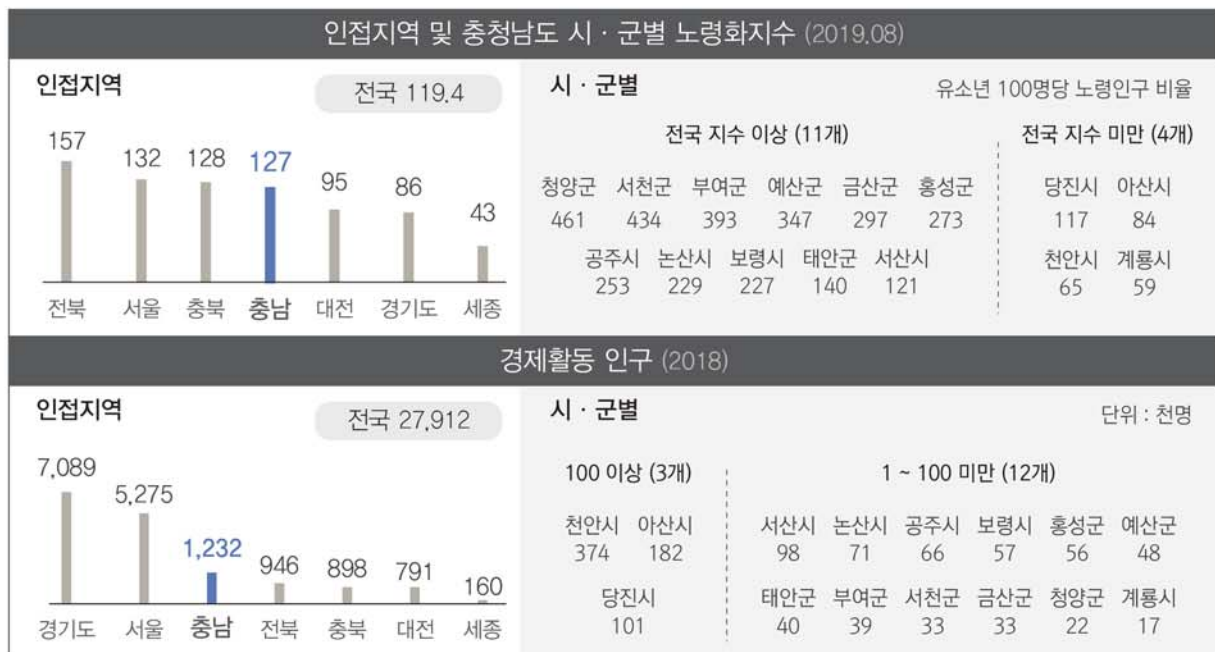 인접지역 및 충청남도 시 · 군별 노령화지수 (2019.08)
인접지역
전국 119.4
157 132 128 127 95 86 43
전북 서울 충북 충남 대전 경기도 세종
시 · 군별
유소년 100명당 노령인구 비율
전국 지수 이상 (11개)
청양군 서천군 부여군 예산군 금산군 홍성군
461 434 393 347 297 273
공주시 논산시 보령시 태안군 서산시
253 229 227 140 121
전국 지수 미만 (4개)
당진시 아산시
117 84
천안시 계룡시
65 59
경제활동 인구 (2018)
인접지역
전국 27,912
7,089 5,275 1,232 946 898 791 160
경기도 서울 충남 전북 충북 대전 세종
시 · 군별
단위 : 천명
100 이상 (3개)
천안시 아산시
374 182
당진시
101
1 ~ 100 미만 (12개)
서산시 논산시 공주시 보령시 홍성군 예산군
98 71 66 57 56 48
태안군 부여군 서천군 금산군 청양군 계룡시
40 39 33 33 22 17